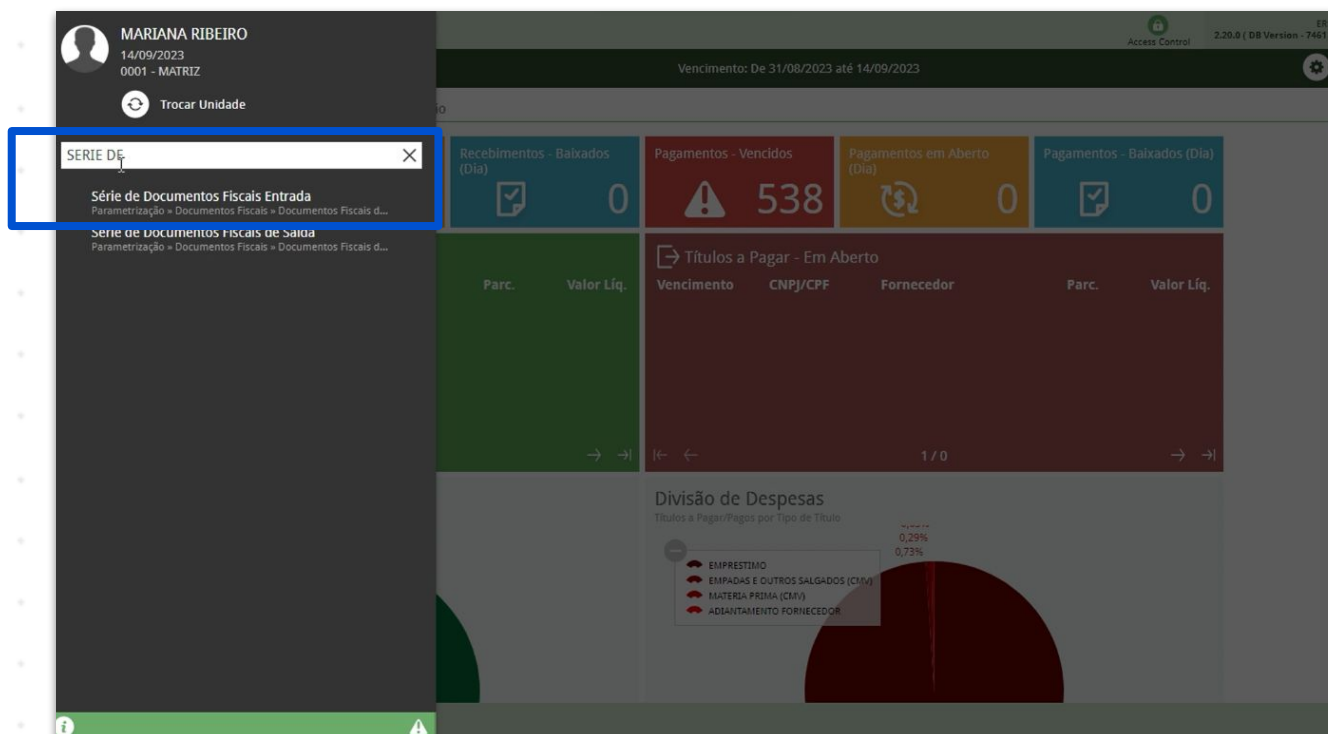 MARIANA RIBEIRO
14/09/2023
0001 - MATRIZ
Trocar Unidade
SERIE DE
Série de Documentos Fiscais Entrada
Parametrização » Documentos Fiscais » Documentos Fiscais d...
Série de Documentos Fiscais de Saída
Parametrização » Documentos Fiscais » Documentos Fiscais d...
Access Control
ER
2.20.0 ( DB Version - 7461
Vencimento: De 31/08/2023 até 14/09/2023
Recebimentos - Baixados (Dia)
0
Pagamentos - Vencidos
538
Pagamentos em Aberto (Dia)
0
Pagamentos - Baixados (Dia)
0
Parc. Valor Líq.
Títulos a Pagar - Em Aberto
Vencimento CNPJ/CPF Fornecedor Parc. Valor Líq.
1 / 0
Divisão de Despesas
Títulos a Pagar/Pagos por Tipo de Título
0,29%
0,73%
EMPRESTIMO
EMPADAS E OUTROS SALGADOS (CMV)
MATERIA PRIMA (CMV)
ADIANTAMENTO FORNECEDOR